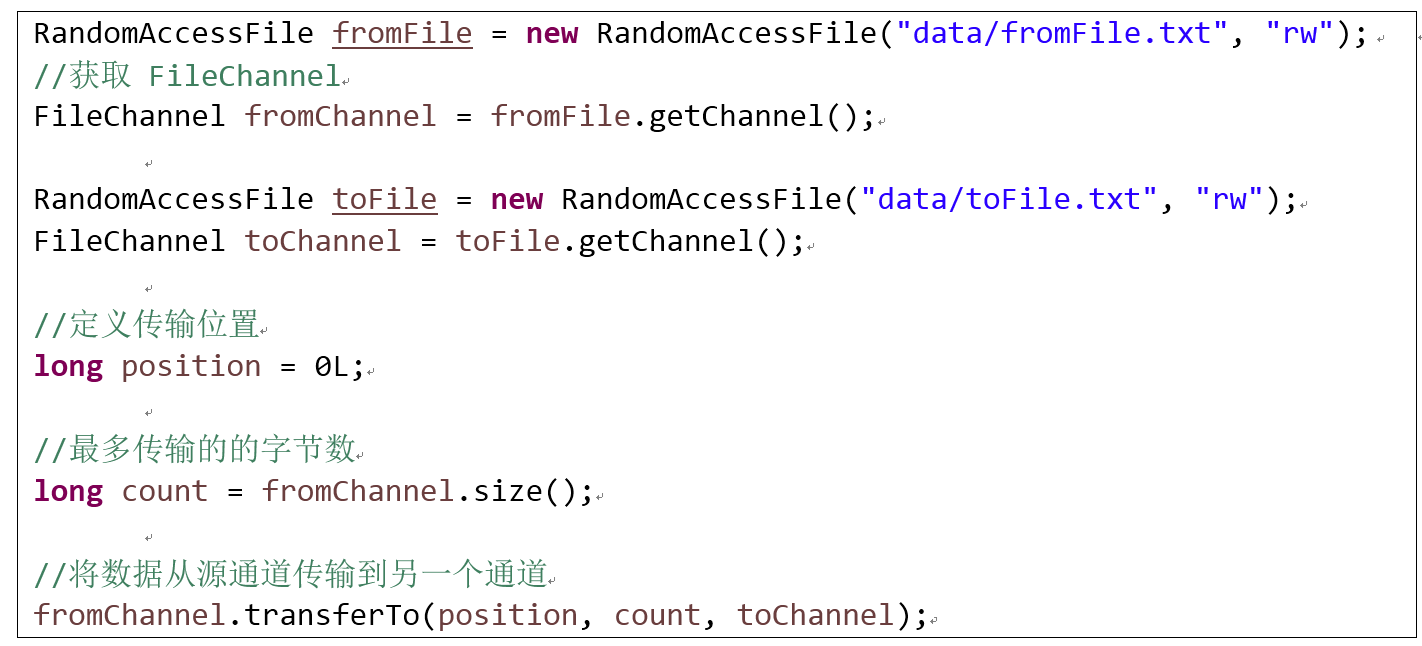 RandomAccessFile fromFile = new RandomAccessFile("data/fromFile.txt", "rw");
//获取 FileChannel
FileChannel fromChannel = fromFile.getChannel();
RandomAccessFile toFile = new RandomAccessFile("data/toFile.txt", "rw");
FileChannel toChannel = toFile.getChannel();
//定义传输位置
long position = 0L;
//最多传输的的字节数
long count = fromChannel.size();
//将数据从源通道传输到另一个通道
fromChannel.transferTo(position, count, toChannel);